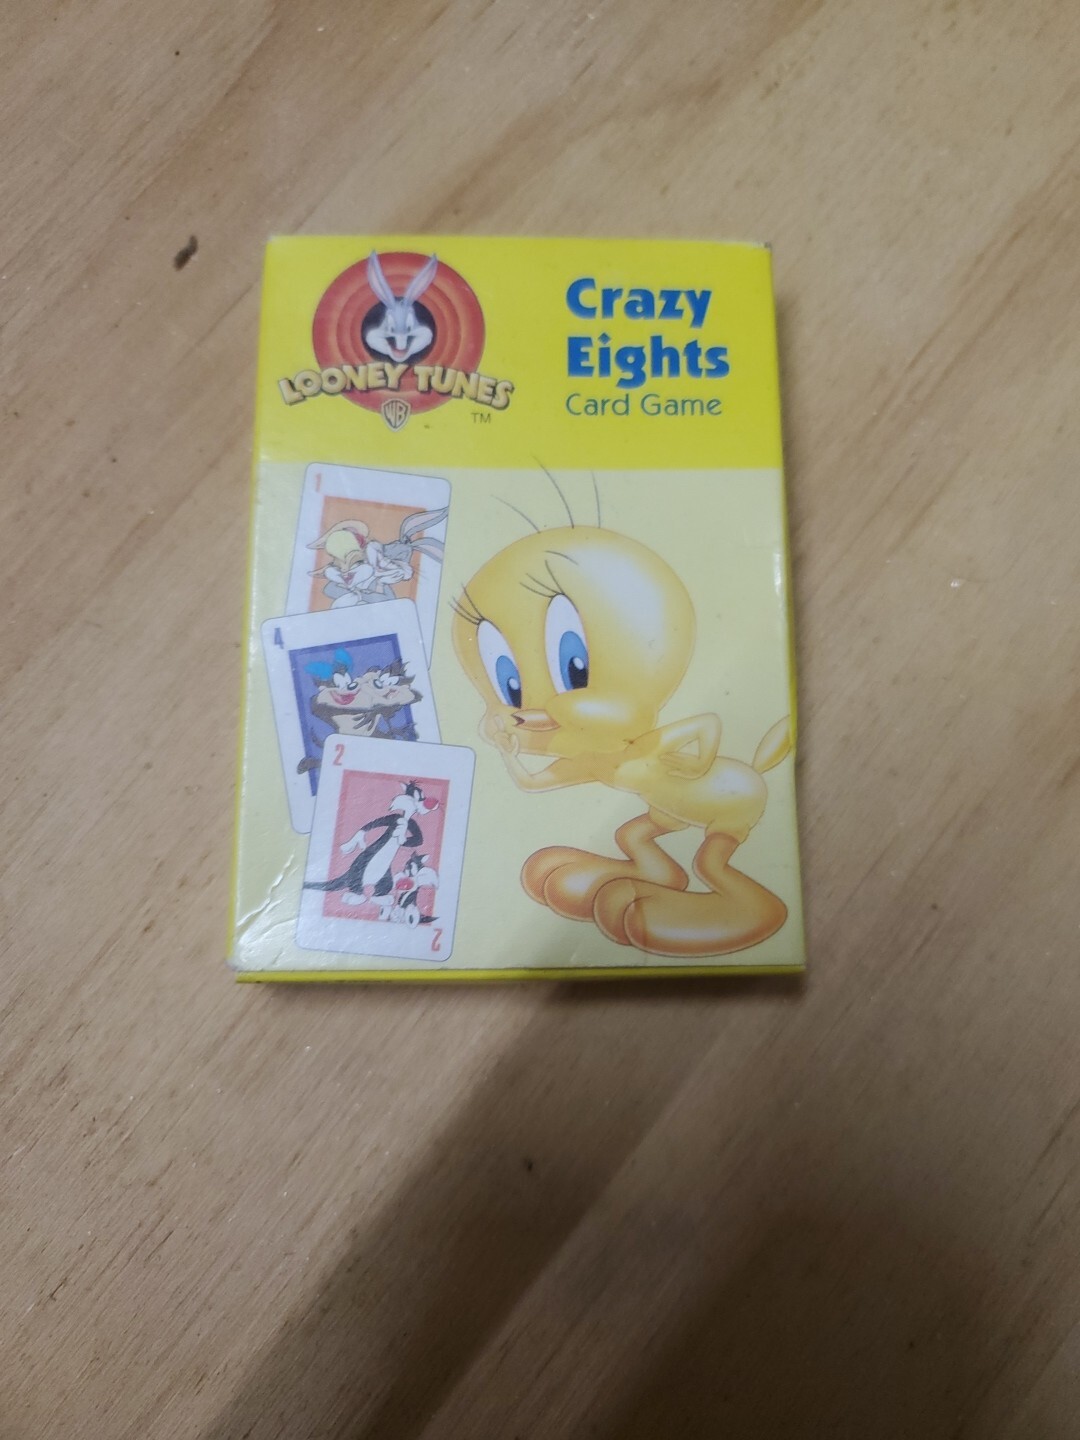 LOONEY TUNES
WB
TM
Crazy
Eights
Card Game
1
4
2
2